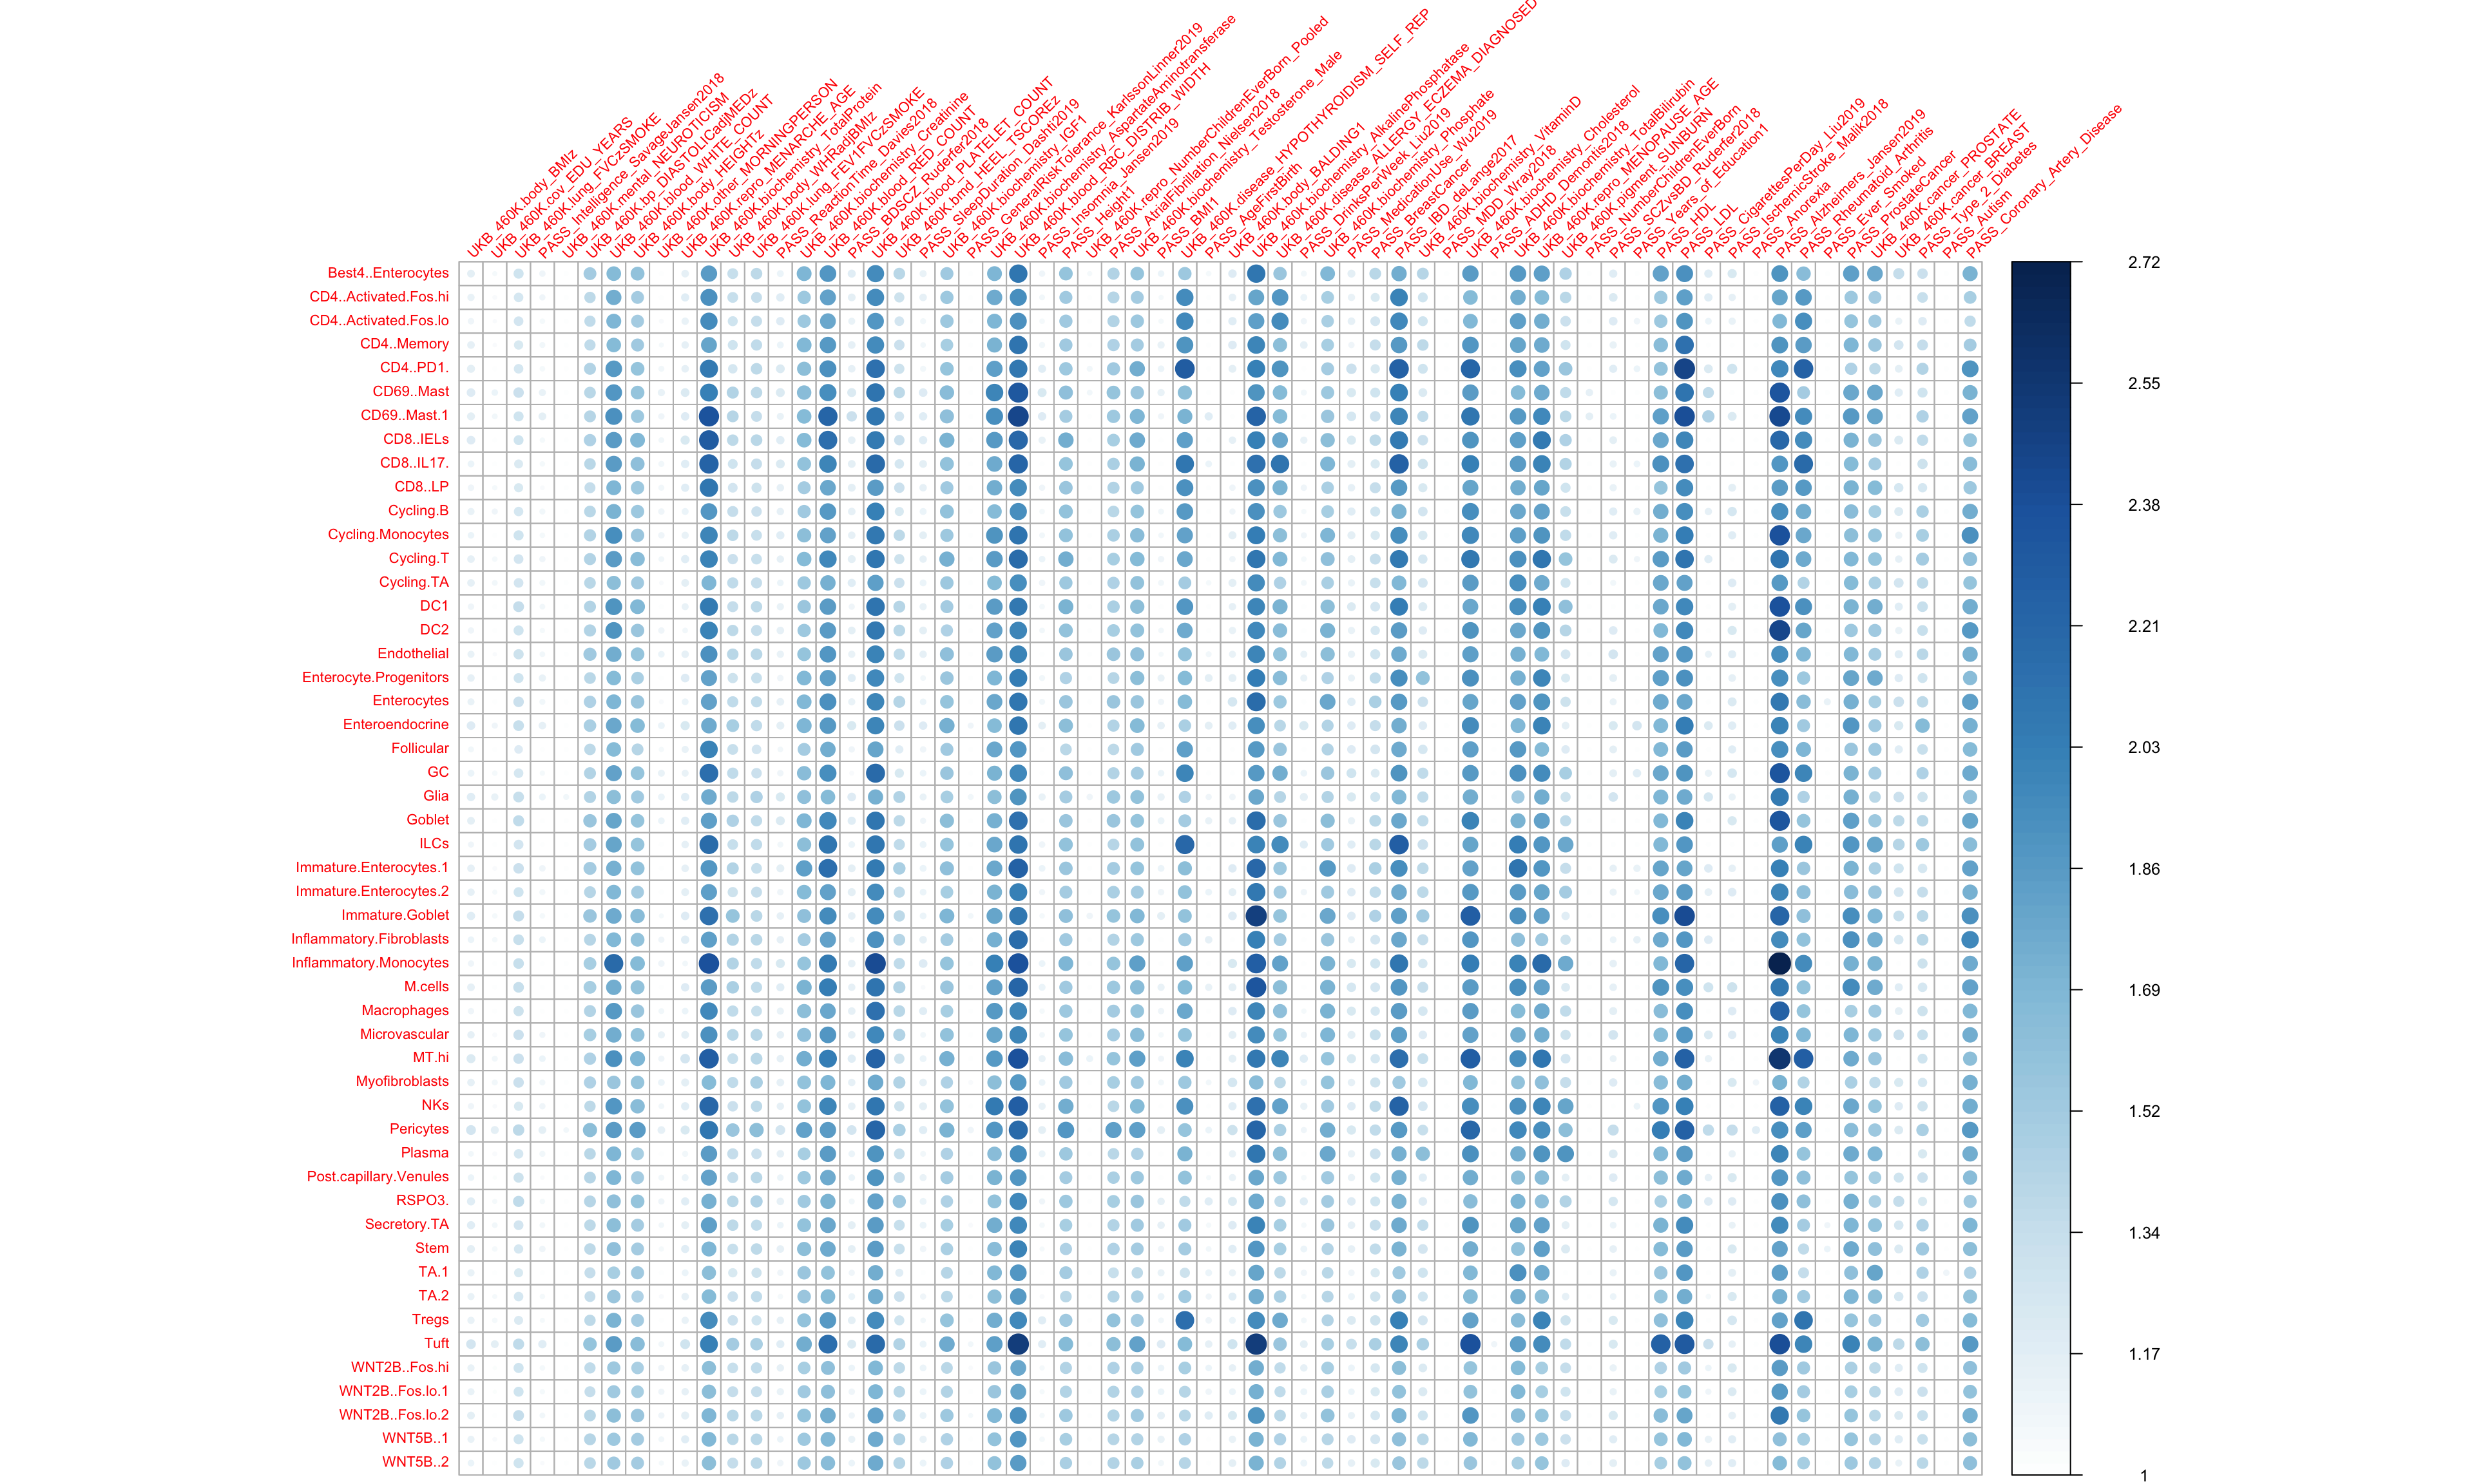 UKB_460K.body_BMIz
UKB_460K.cov_EDU_YEARS
UKB_460K.lung_FVCzSMOKE
PASS_Intelligence_SavageJansen2018
UKB_460K.mental_NEUROTICISM
UKB_460K.bp_DIASTOLICadjMEDz
UKB_460K.blood_WHITE_COUNT
UKB_460K.body_HEIGHTz
UKB_460K.other_MORNINGPERSON
UKB_460K.repro_MENARCHE_AGE
UKB_460K.biochemistry_TotalProtein
UKB_460K.body_WHRadjBMIz
UKB_460K.lung_FEV1FVCzSMOKE
PASS_ReactionTime_Davies2018
UKB_460K.biochemistry_Creatinine
UKB_460K.blood_RED_COUNT
PASS_BDSCZ_Ruderfer2018
UKB_460K.blood_PLATELET_COUNT
UKB_460K.bmd_HEEL_TSCOREz
PASS_SleepDuration_Dashti2019
UKB_460K.biochemistry_IGF1
PASS_GeneralRiskTolerance_KarlssonLinner2019
UKB_460K.biochemistry_AspartateAminotransferase
UKB_460K.blood_RBC_DISTRIB_WIDTH
PASS_Insomnia_Jansen2019
PASS_Height1
UKB_460K.repro_NumberChildrenEverBorn_Pooled
PASS_AtrialFibrillation_Nielsen2018
UKB_460K.biochemistry_Testosterone_Male
PASS_BMI1
UKB_460K.disease_HYPOTHYROIDISM_SELF_REP
PASS_AgeFirstBirth
UKB_460K.body_BALDING1
UKB_460K.biochemistry_AlkalinePhosphatase
UKB_460K.disease_ALLERGY_ECZEMA_DIAGNOSED
PASS_DrinksPerWeek_Liu2019
UKB_460K.biochemistry_Phosphate
PASS_MedicationUse_Wu2019
PASS_BreastCancer
PASS_IBD_deLange2017
UKB_460K.biochemistry_VitaminD
PASS_MDD_Wray2018
UKB_460K.biochemistry_Cholesterol
PASS_ADHD_Demontis2018
UKB_460K.biochemistry_TotalBilirubin
UKB_460K.repro_MENOPAUSE_AGE
UKB_460K.pigment_SUNBURN
PASS_NumberChildrenEverBorn
PASS_SCZvsBD_Ruderfer2018
PASS_Years_of_Education1
PASS_HDL
PASS_LDL
PASS_CigarettesPerDay_Liu2019
PASS_IschemicStroke_Malik2018
PASS_Anorexia
PASS_Alzheimers_Jansen2019
PASS_Rheumatoid_Arthritis
PASS_Ever_Smoked
PASS_ProstateCancer
UKB_460K.cancer_PROSTATE
UKB_460K.cancer_BREAST
PASS_Type_2_Diabetes
PASS_Autism
PASS_Coronary_Artery_Disease
Best4..Enterocytes
CD4..Activated.Fos.hi
CD4..Activated.Fos.lo
CD4..Memory
CD4..PD1.
CD69..Mast
CD69..Mast.1
CD8..IELs
CD8..IL17.
CD8..LP
Cycling.B
Cycling.Monocytes
Cycling.T
Cycling.TA
DC1
DC2
Endothelial
Enterocyte.Progenitors
Enterocytes
Enteroendocrine
Follicular
GC
Glia
Goblet
ILCs
Immature.Enterocytes.1
Immature.Enterocytes.2
Immature.Goblet
Inflammatory.Fibroblasts
Inflammatory.Monocytes
M.cells
Macrophages
Microvascular
MT.hi
Myofibroblasts
NKs
Pericytes
Plasma
Post.capillary.Venules
RSPO3.
Secretory.TA
Stem
TA.1
TA.2
Tregs
Tuft
WNT2B..Fos.hi
WNT2B..Fos.lo.1
WNT2B..Fos.lo.2
WNT5B..1
WNT5B..2
2.72
2.55
2.38
2.21
2.03
1.86
1.69
1.52
1.34
1.17
1